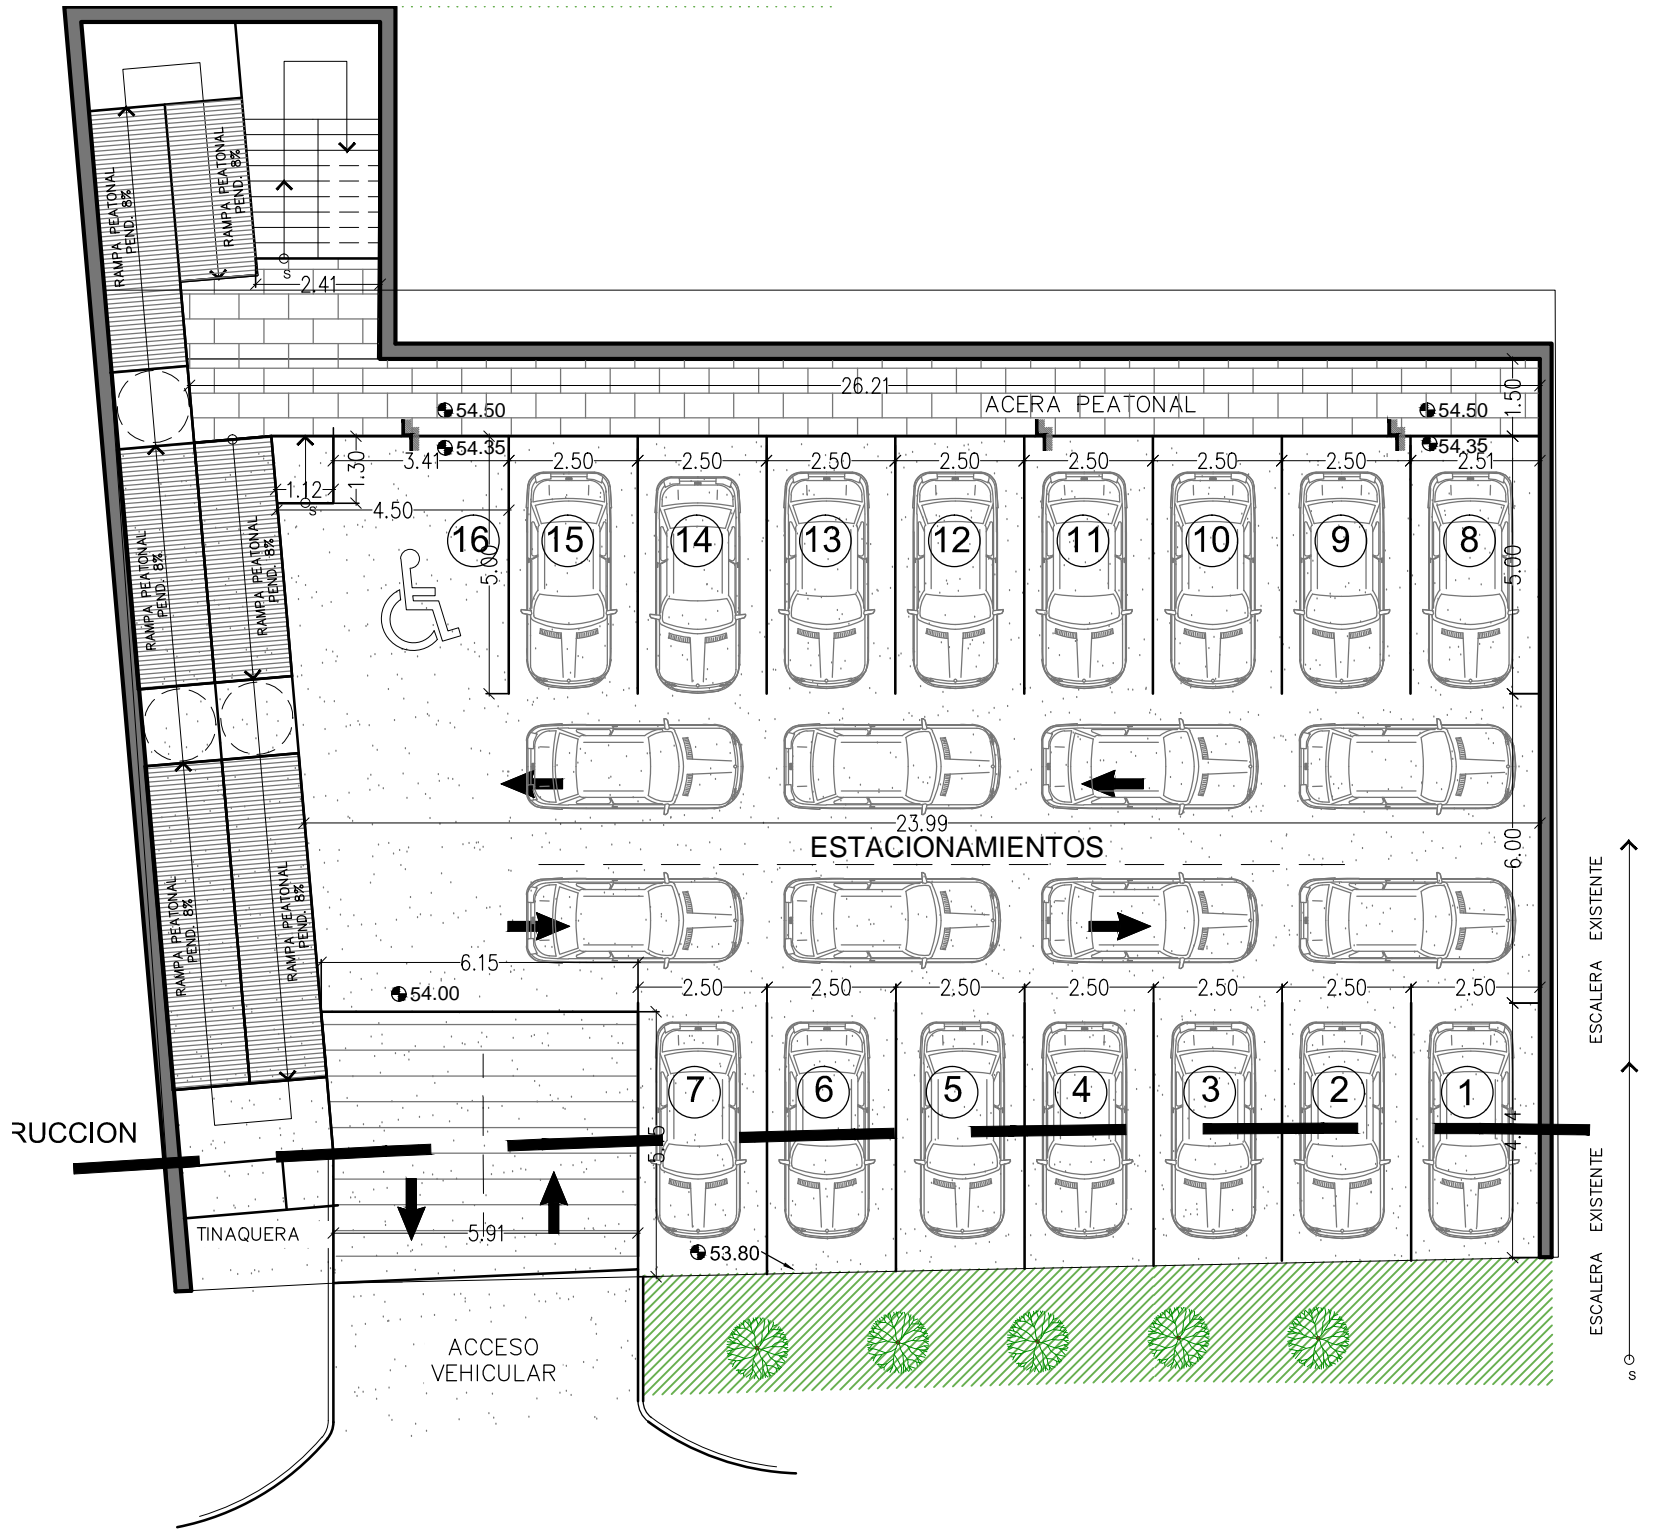 RAMPA PEATONAL
PEND. 8%
RAMPA PEATONAL
PEND. 8%
S
2.41
26.21
1.50
ACERA PEATONAL
54.50
54.50
54.35
54.35
3.41
1.30
1.12
S
4.50
2.50
2.50
2.50
2.50
2.50
2.50
2.50
2.51
16
15
14
13
12
11
10
9
8
5.00
5.00
RAMPA PEATONAL
PEND. 8%
RAMPA PEATONAL
PEND. 8%
23.99
ESTACIONAMIENTOS
6.00
ESCALERA EXISTENTE
RAMPA PEATONAL
PEND. 8%
RAMPA PEATONAL
PEND. 8%
6.15
54.00
2.50
2.50
2.50
2.50
2.50
2.50
2.50
7
6
5
4
3
2
1
RUCCION
ESCALERA EXISTENTE
TINAQUERA
5.91
53.80
ACCESO
VEHICULAR
S